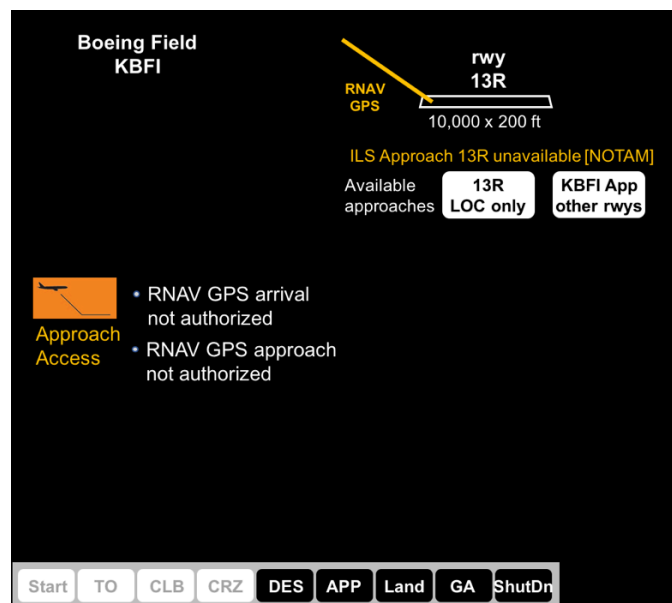 Boeing Field
KBFI
rwy
13R
RNAV
GPS
10,000 x 200 ft
ILS Approach 13R unavailable [NOTAM]
Available
approaches
13R
LOC only
KBFI App
other rwys
Approach
Access
• RNAV GPS arrival
not authorized
• RNAV GPS approach
not authorized
Start TO CLB CRZ DES APP Land GA ShutDn